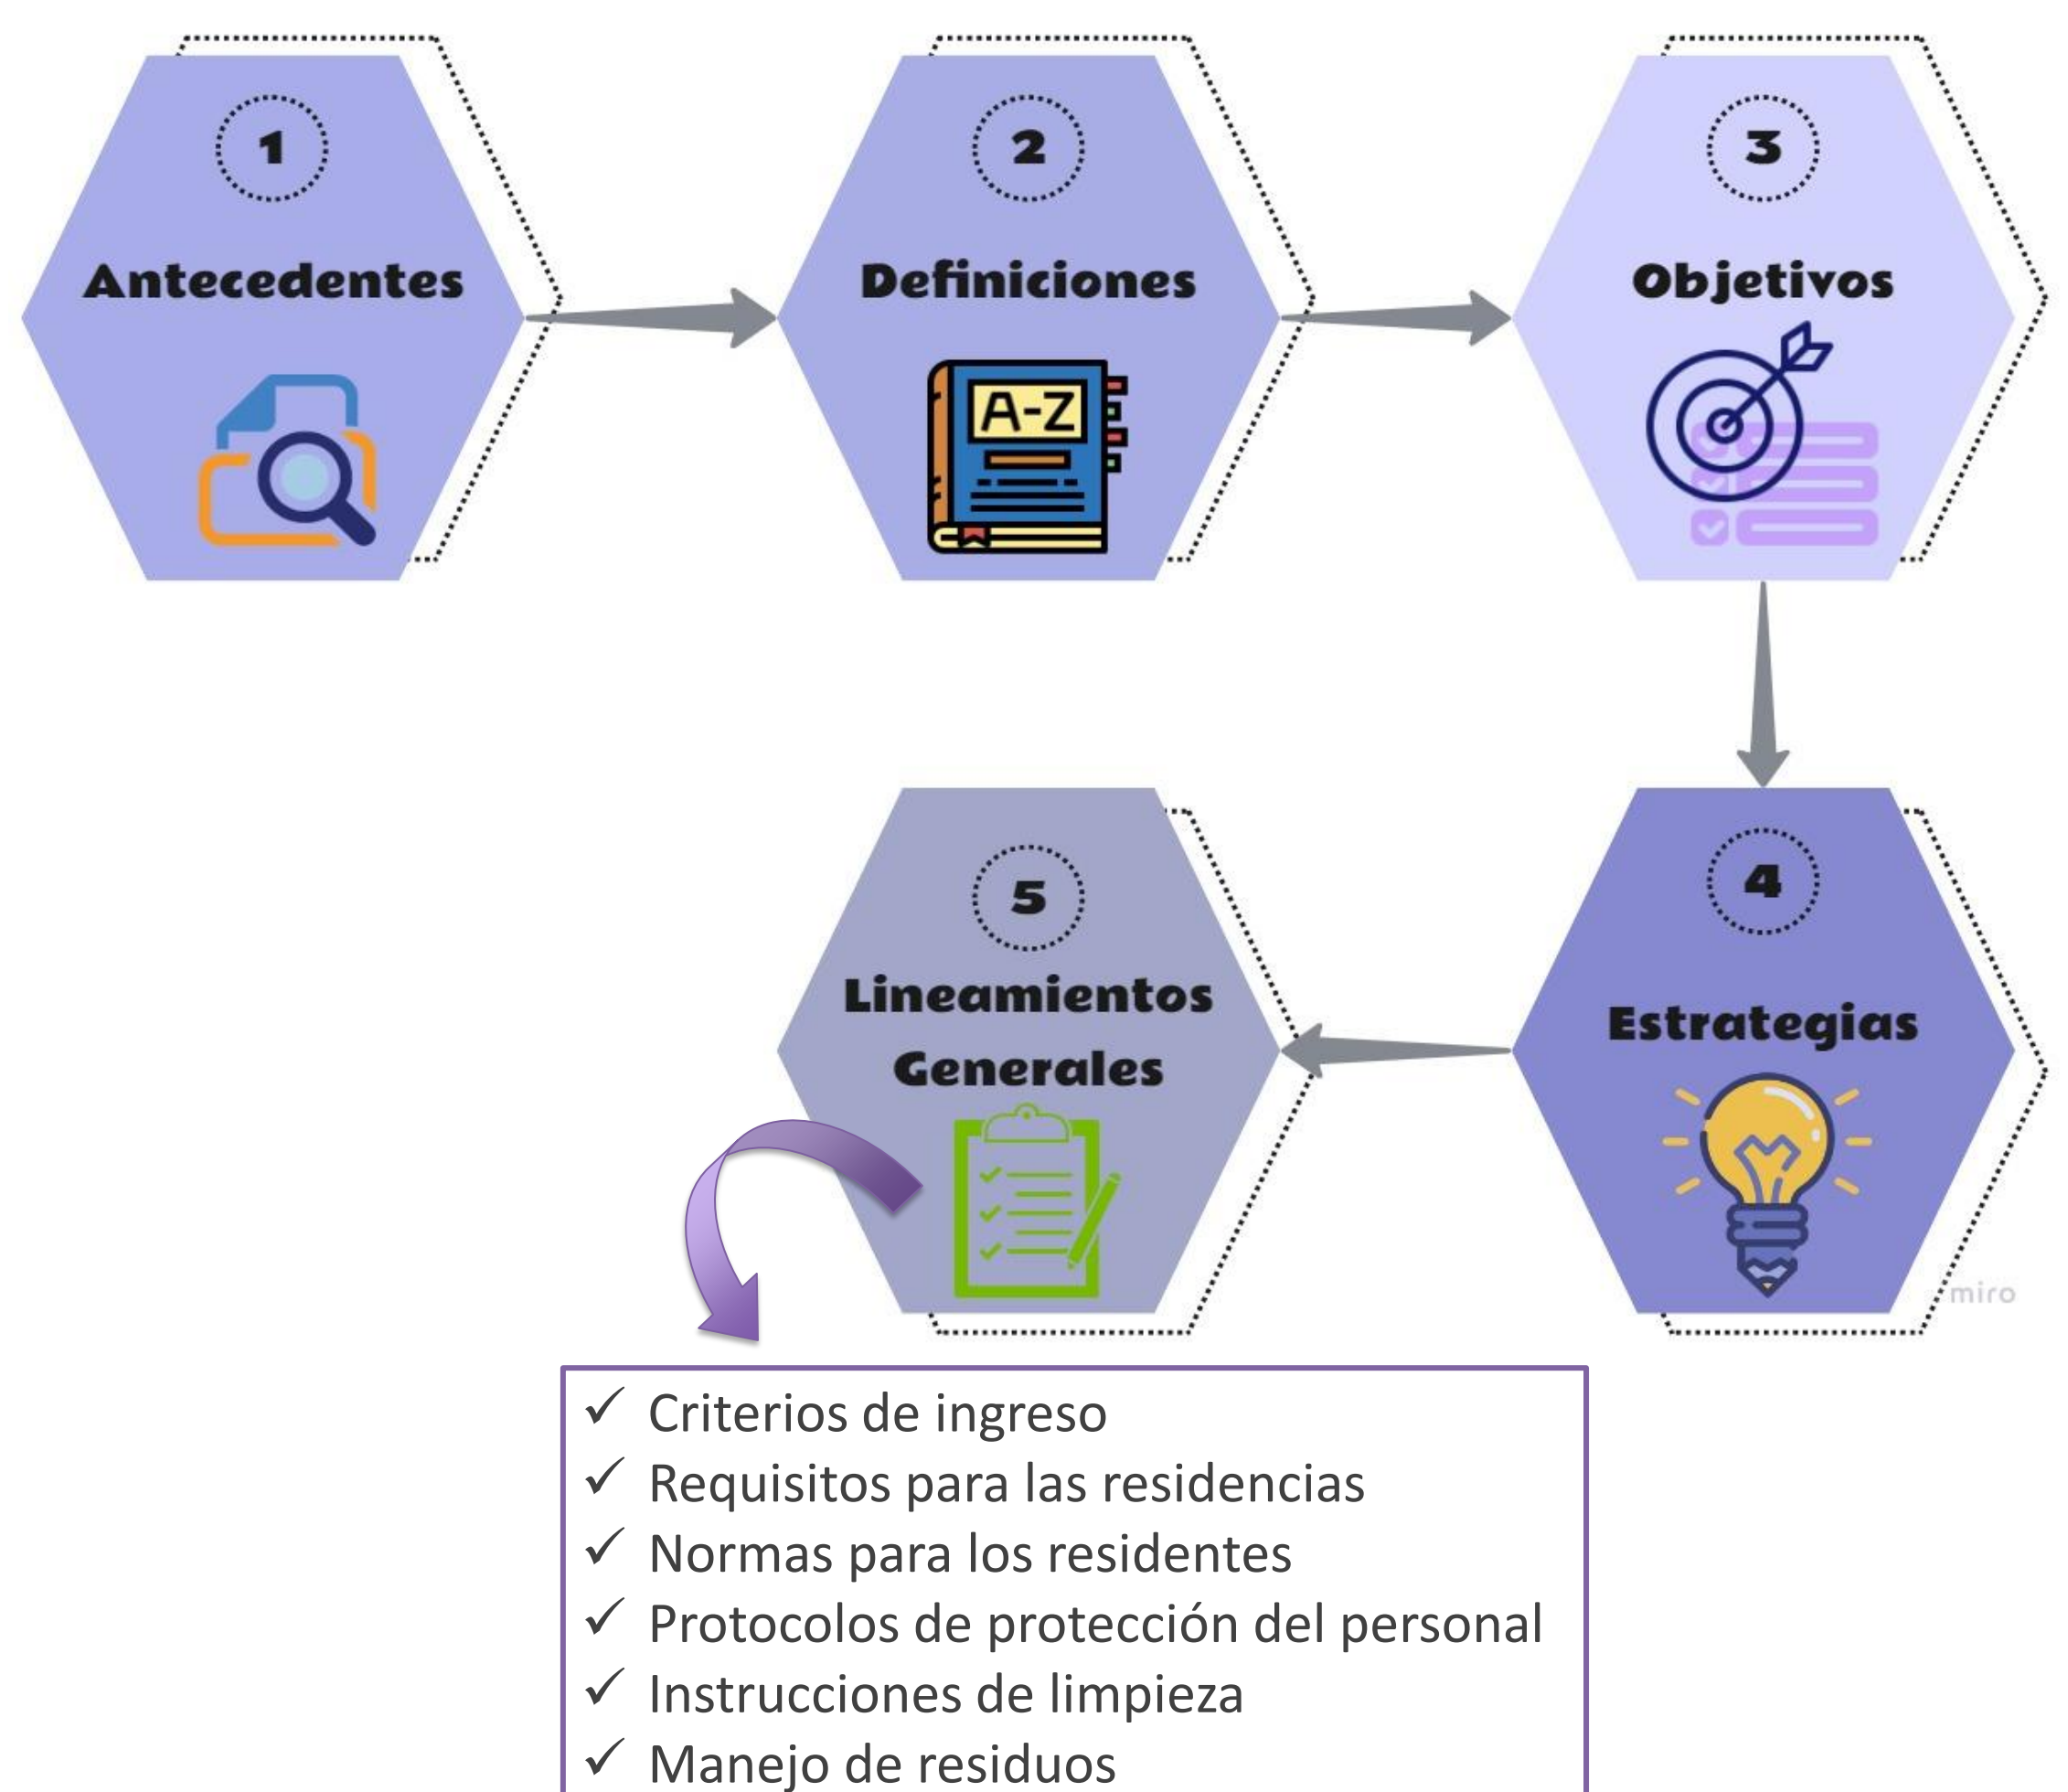 1
Antecedentes
2
Definiciones
A-Z
3
Objetivos
4
Estrategias
5
Lineamientos
Generales
miro
✓ Criterios de ingreso
✓ Requisitos para las residencias
✓ Normas para los residentes
✓ Protocolos de protección del personal
✓ Instrucciones de limpieza
✓ Manejo de residuos